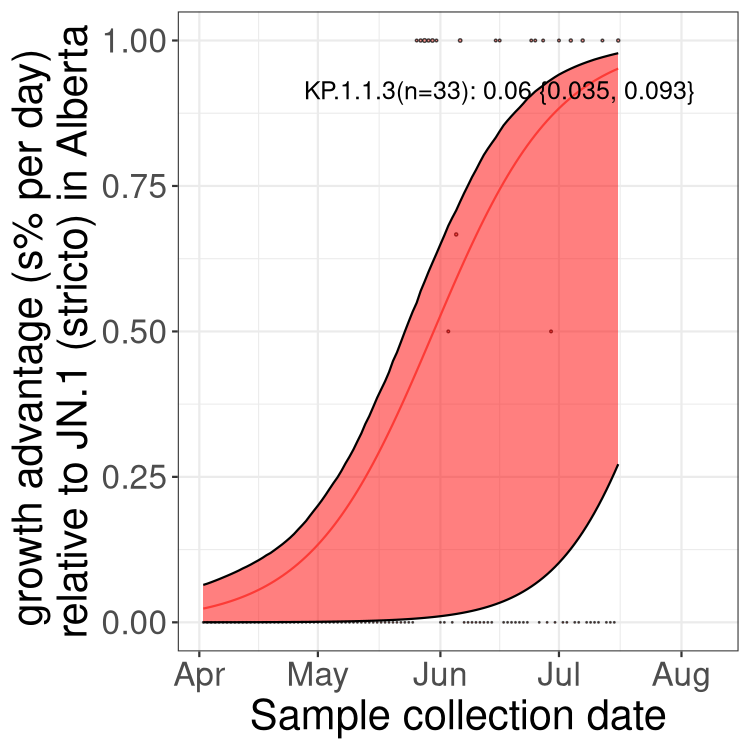 growth advantage (s% per day)
relative to JN.1 (stricto) in Alberta
1.00
0.75
0.50
0.25
0.00
KP.1.1.3(n=33): 0.06 {0.035, 0.093}
Apr May Jun Jul Aug
Sample collection date